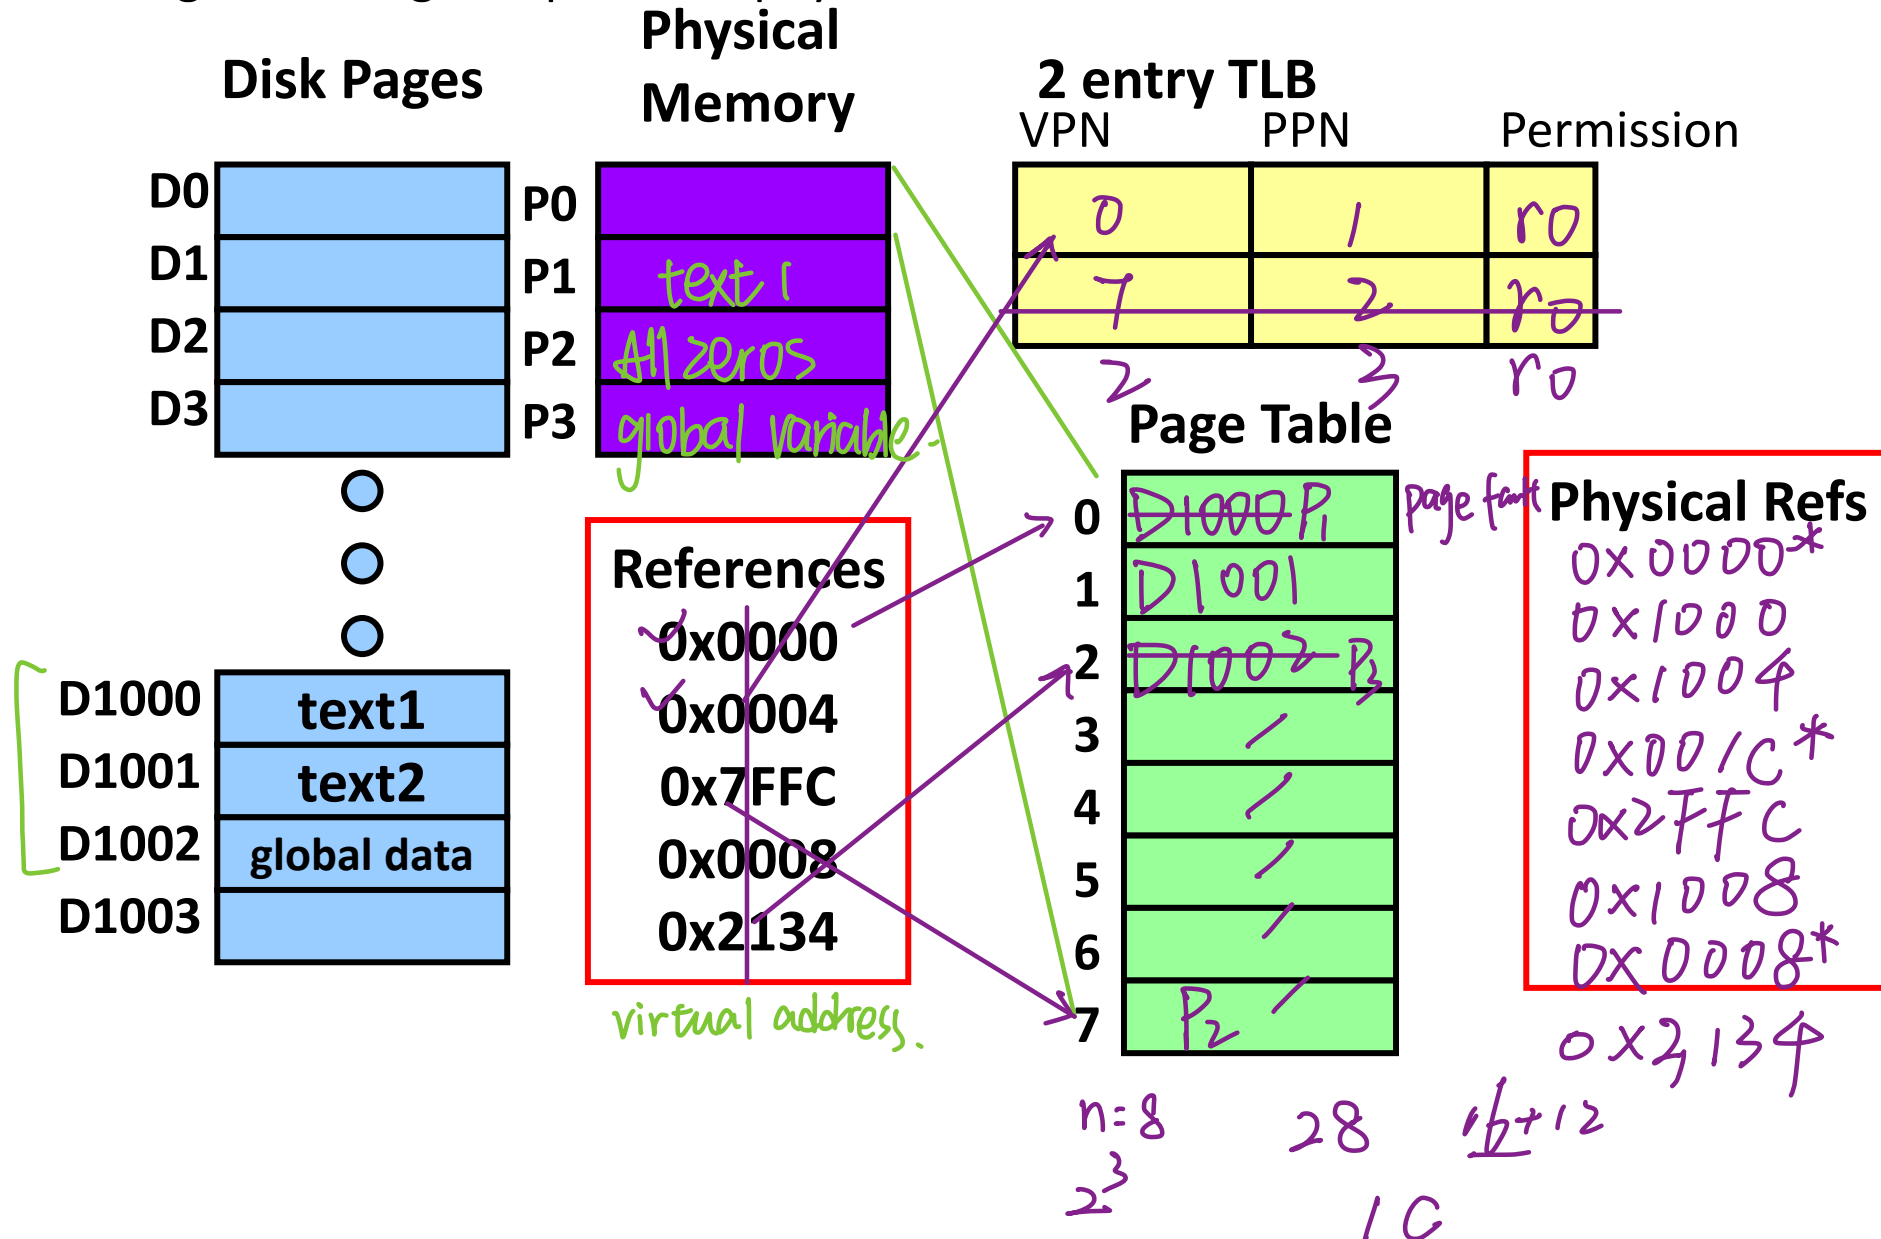 Physical
Memory
Disk Pages
2 entry TLB
VPN PPN Permission
D0
D1
D2
D3
P0
P1 text 1
P2 All zeros
P3 global variable.
0 1 ro
7 2 ro
2 3 ro
Page Table
0 D1000 P1 page
1 D1001
2 D1002 P3
3
4
5
6
7 P2
References
0x0000
0x0004
0x7FFC
0x0008
0x2134
virtual address.
Physical Refs
0x0000*
0x1000
0x1004
0x001C*
0x2FFC
0x1008
0x0008*
0x2134
D1000 text1
D1001 text2
D1002 global data
D1003
n=8 28 +12
2³
1C